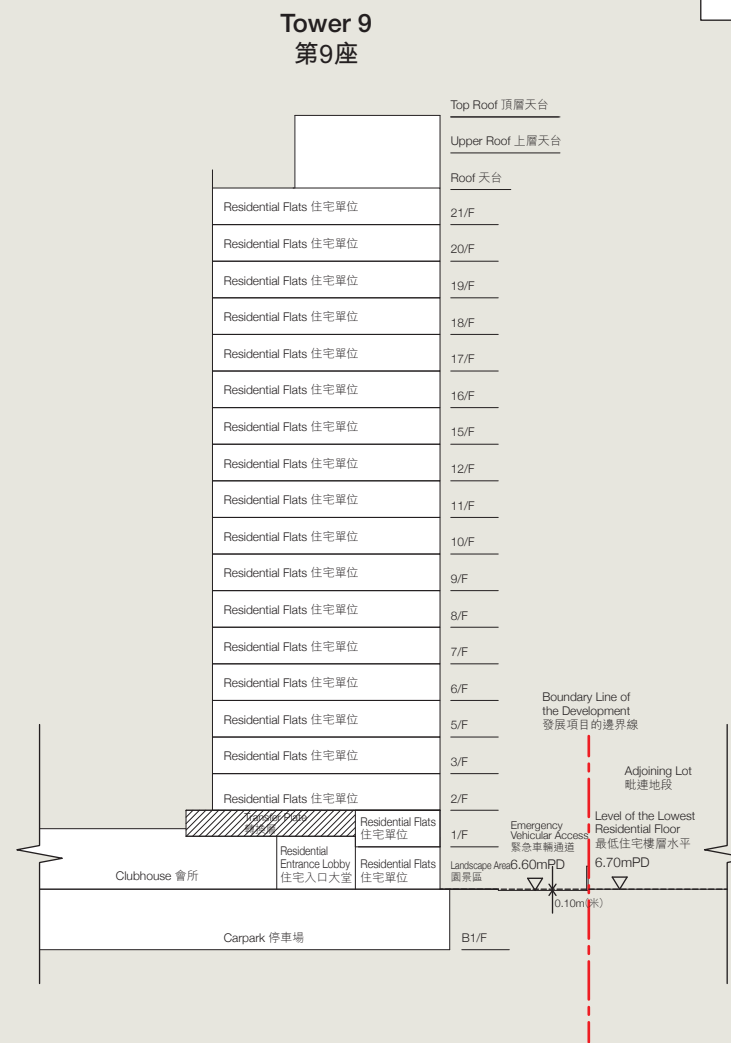 Tower 9
第9座
Top Roof 頂層天台
Upper Roof 上層天台
Roof 天台
Residential Flats 住宅單位
21/F
Residential Flats 住宅單位
20/F
Residential Flats 住宅單位
19/F
Residential Flats 住宅單位
18/F
Residential Flats 住宅單位
17/F
Residential Flats 住宅單位
16/F
Residential Flats 住宅單位
15/F
Residential Flats 住宅單位
12/F
Residential Flats 住宅單位
11/F
Residential Flats 住宅單位
10/F
Residential Flats 住宅單位
9/F
Residential Flats 住宅單位
8/F
Residential Flats 住宅單位
7/F
Residential Flats 住宅單位
6/F
Residential Flats 住宅單位
5/F
Residential Flats 住宅單位
3/F
Residential Flats 住宅單位
2/F
Boundary Line of
the Development
發展項目的邊界線
Adjoining Lot
毗連地段
Transfer Plate
轉換層
Residential Flats
住宅單位
1/F
Emergency
Vehicular Access
緊急車輛通道
Level of the Lowest
Residential Floor
最低住宅樓層水平
6.70mPD
Clubhouse 會所
Residential
Entrance Lobby
住宅入口大堂
Residential Flats
住宅單位
Landscape Area
園景區
6.60mPD
0.10m(米)
Carpark 停車場
B1/F